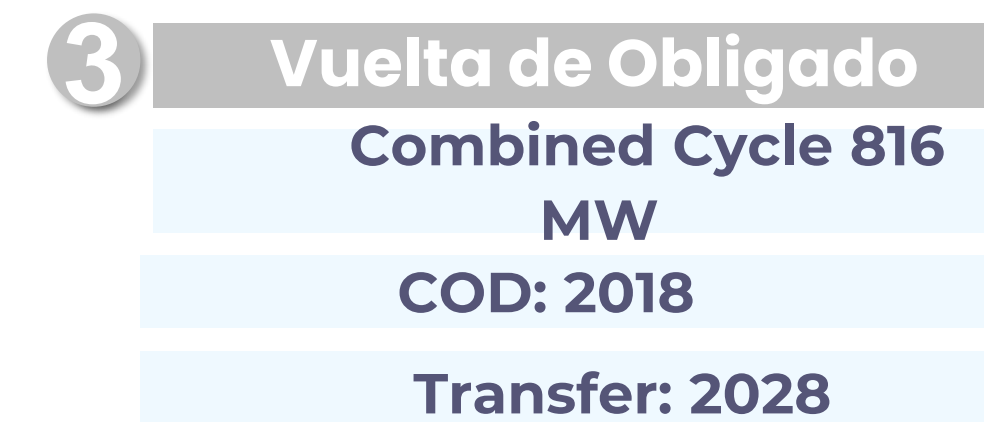 3 Vuelta de Obligado
Combined Cycle 816
MW
COD: 2018
Transfer: 2028